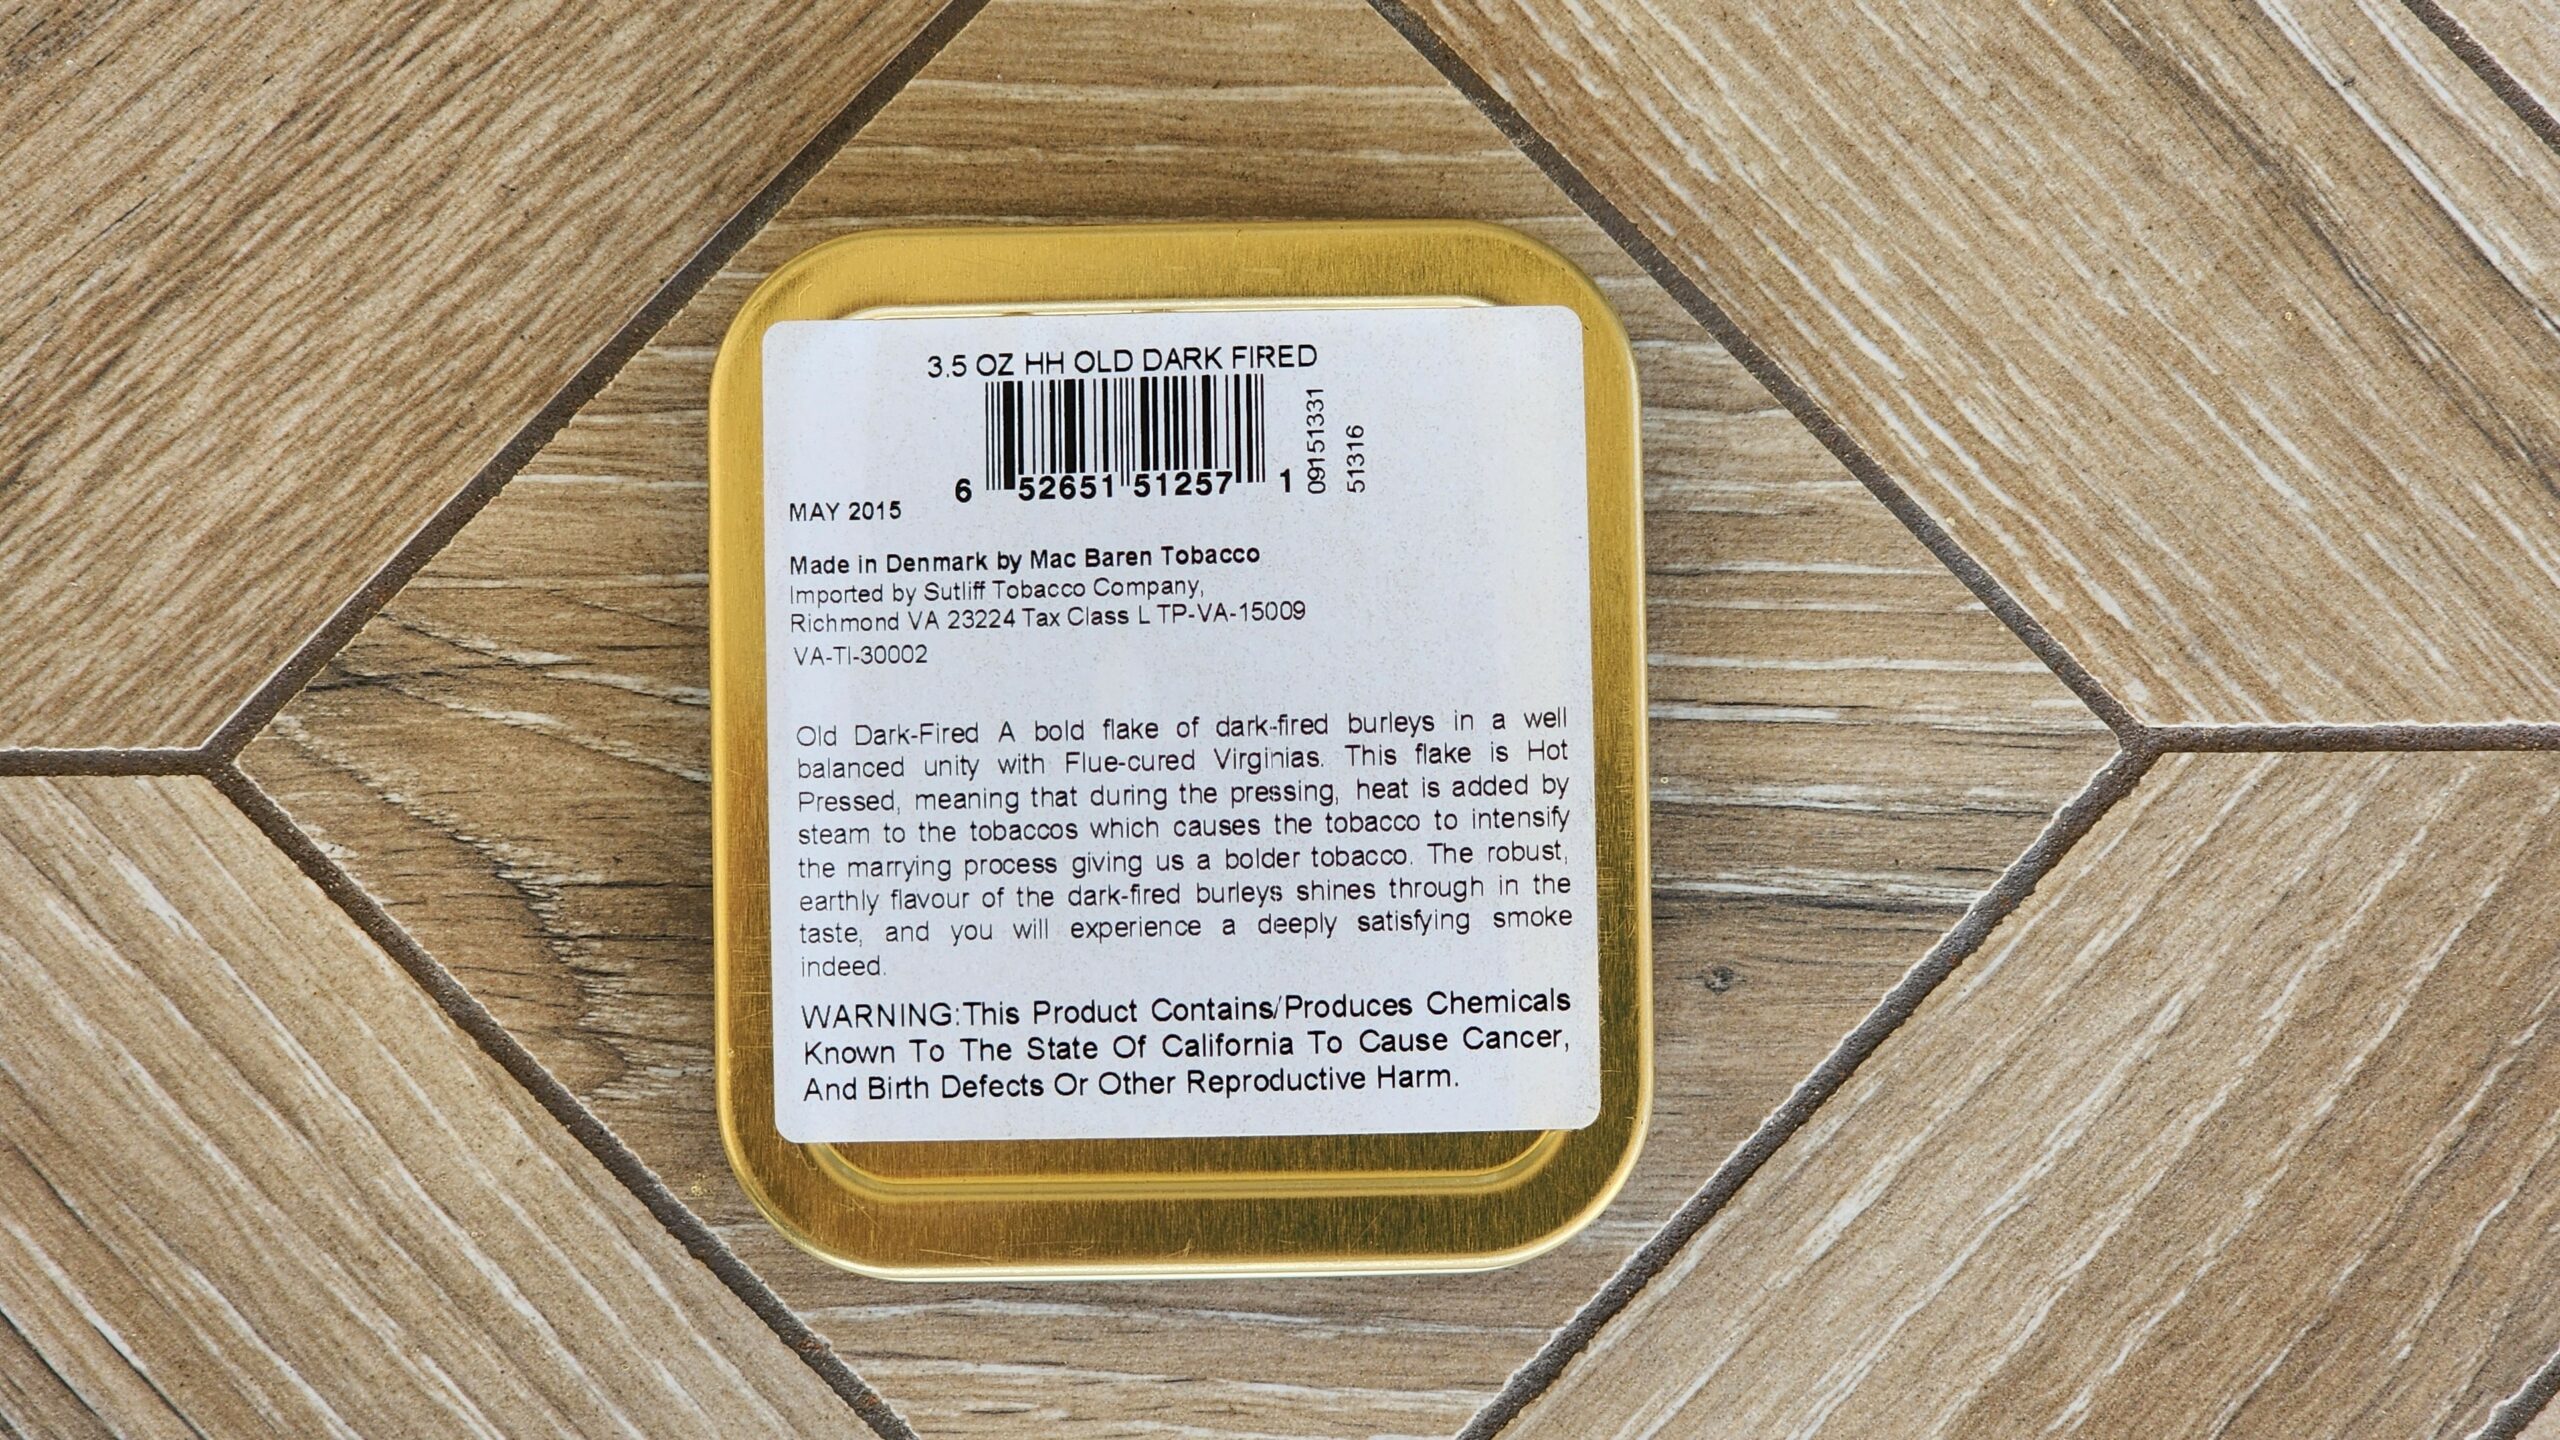 3.5 OZ HH OLD DARK FIRED
6 52651 51257 1
09151331
51316
MAY 2015
Made in Denmark by Mac Baren Tobacco
Imported by Sutliff Tobacco Company,
Richmond VA 23224 Tax Class L TP-VA-15009
VA-TI-30002
Old Dark-Fired A bold flake of dark-fired burleys in a well
balanced unity with Flue-cured Virginias. This flake is Hot
Pressed, meaning that during the pressing, heat is added by
steam to the tobaccos which causes the tobacco to intensify
the marrying process giving us a bolder tobacco. The robust,
earthly flavour of the dark-fired burleys shines through in the
taste, and you will experience a deeply satisfying smoke
indeed.
WARNING:This Product Contains/Produces Chemicals
Known To The State Of California To Cause Cancer,
And Birth Defects Or Other Reproductive Harm.